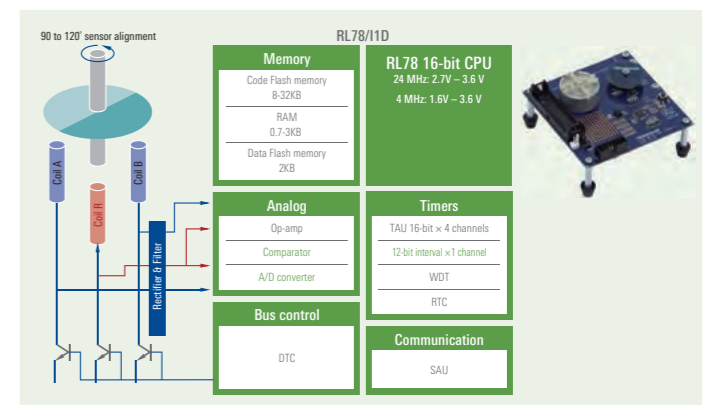 90 to 120° sensor alignment
RL78/I1D
Memory
Code Flash memory
8-32KB
RAM
0.7-3KB
Data Flash memory
2KB
RL78 16-bit CPU
24 MHz: 2.7V – 3.6 V
4 MHz: 1.6V – 3.6 V
Coil A
Coil R
Coil B
Rectifier & Filter
Analog
Op-amp
Comparator
A/D converter
Timers
TAU 16-bit × 4 channels
12-bit interval ×1 channel
WDT
RTC
Bus control
DTC
Communication
SAU